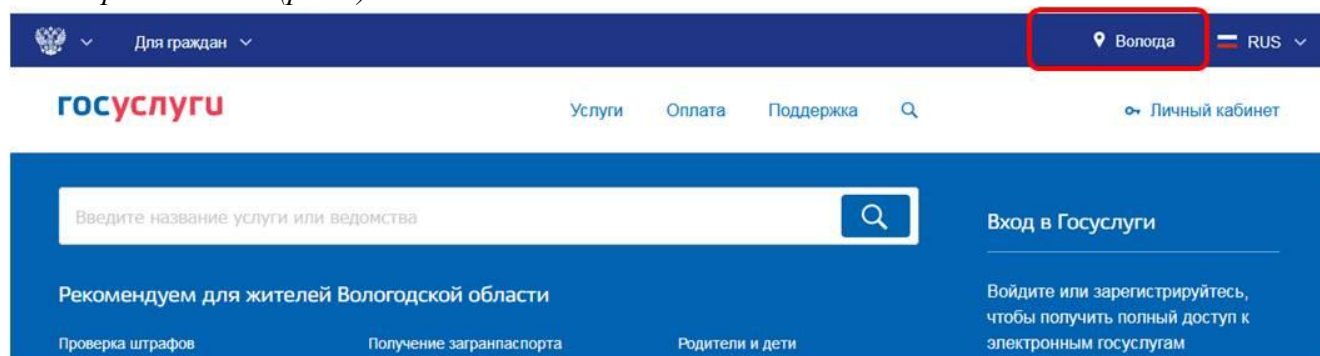 Для граждан
Вологда
RUS
госуслуги
Услуги Оплата Поддержка
Личный кабинет
Введите название услуги или ведомства
Вход в Госуслуги
Рекомендуем для жителей Вологодской области
Войдите или зарегистрируйтесь,
чтобы получить полный доступ к
электронным госуслугам
Проверка штрафов
Получение загранпаспорта
Родители и дети